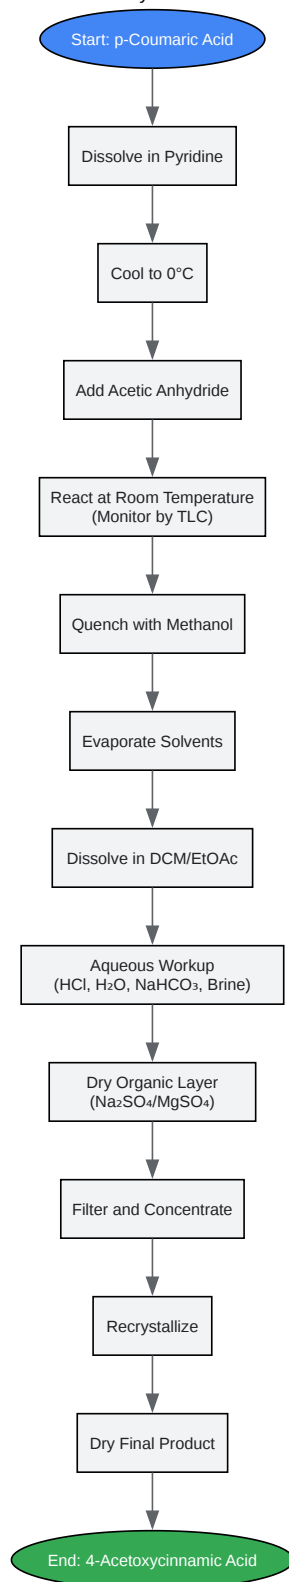 Start: p-Coumaric Acid
Dissolve in Pyridine
Cool to 0°C
Add Acetic Anhydride
React at Room Temperature
(Monitor by TLC)
Quench with Methanol
Evaporate Solvents
Dissolve in DCM/EtOAc
Aqueous Workup
(HCl, H₂O, NaHCO₃, Brine)
Dry Organic Layer
(Na₂SO₄/MgSO₄)
Filter and Concentrate
Recrystallize
Dry Final Product
End: 4-Acetoxycinnamic Acid